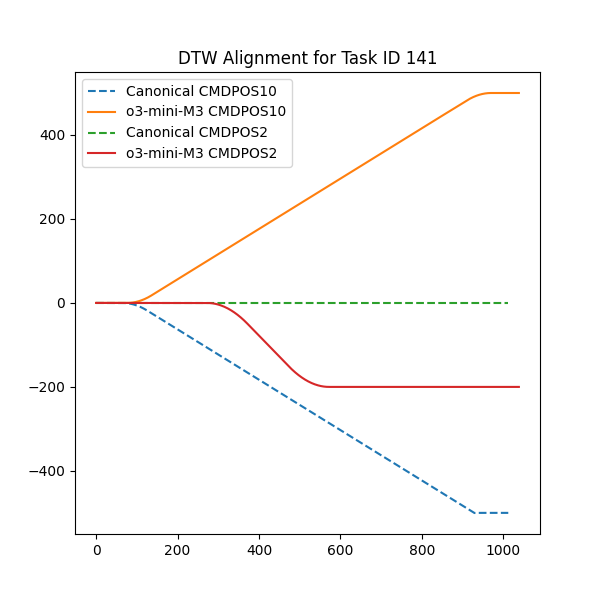 DTW Alignment for Task ID 141
Canonical CMDPOS10
o3-mini-M3 CMDPOS10
Canonical CMDPOS2
o3-mini-M3 CMDPOS2
400
200
0
−200
−400
0 200 400 600 800 1000